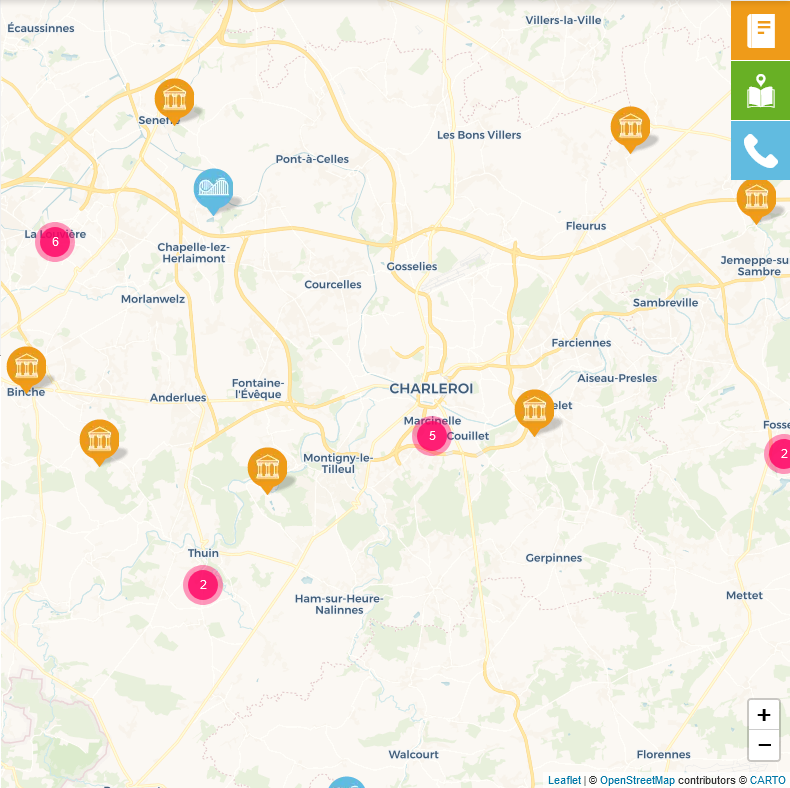 Villers-la-Ville
Écaussinnes
Seneffe
Les Bons Villers
Pont-à-Celles
Fleurus
La Louvière
6
Chapelle-lez-
Herlaimont
Gosselies
Jemeppe-su
Sambre
Courcelles
Morlanwelz
Sambreville
Farciennes
Aiseau-Presles
Fontaine-
l'Évêque
CHARLEROI
Binche
Anderlues
elet
Marcinelle
5
Couillet
Fosse
2
Montigny-le-
Tilleul
Thuin
Gerpinnes
2
Ham-sur-Heure-
Nalinnes
Mettet
+
−
Walcourt
Florennes
Leaflet | © OpenStreetMap contributors © CARTO